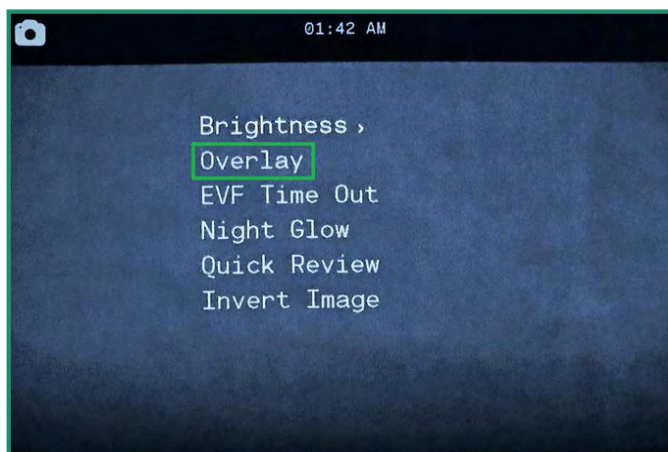 01:42 AM
Brightness ›
Overlay
EVF Time Out
Night Glow
Quick Review
Invert Image